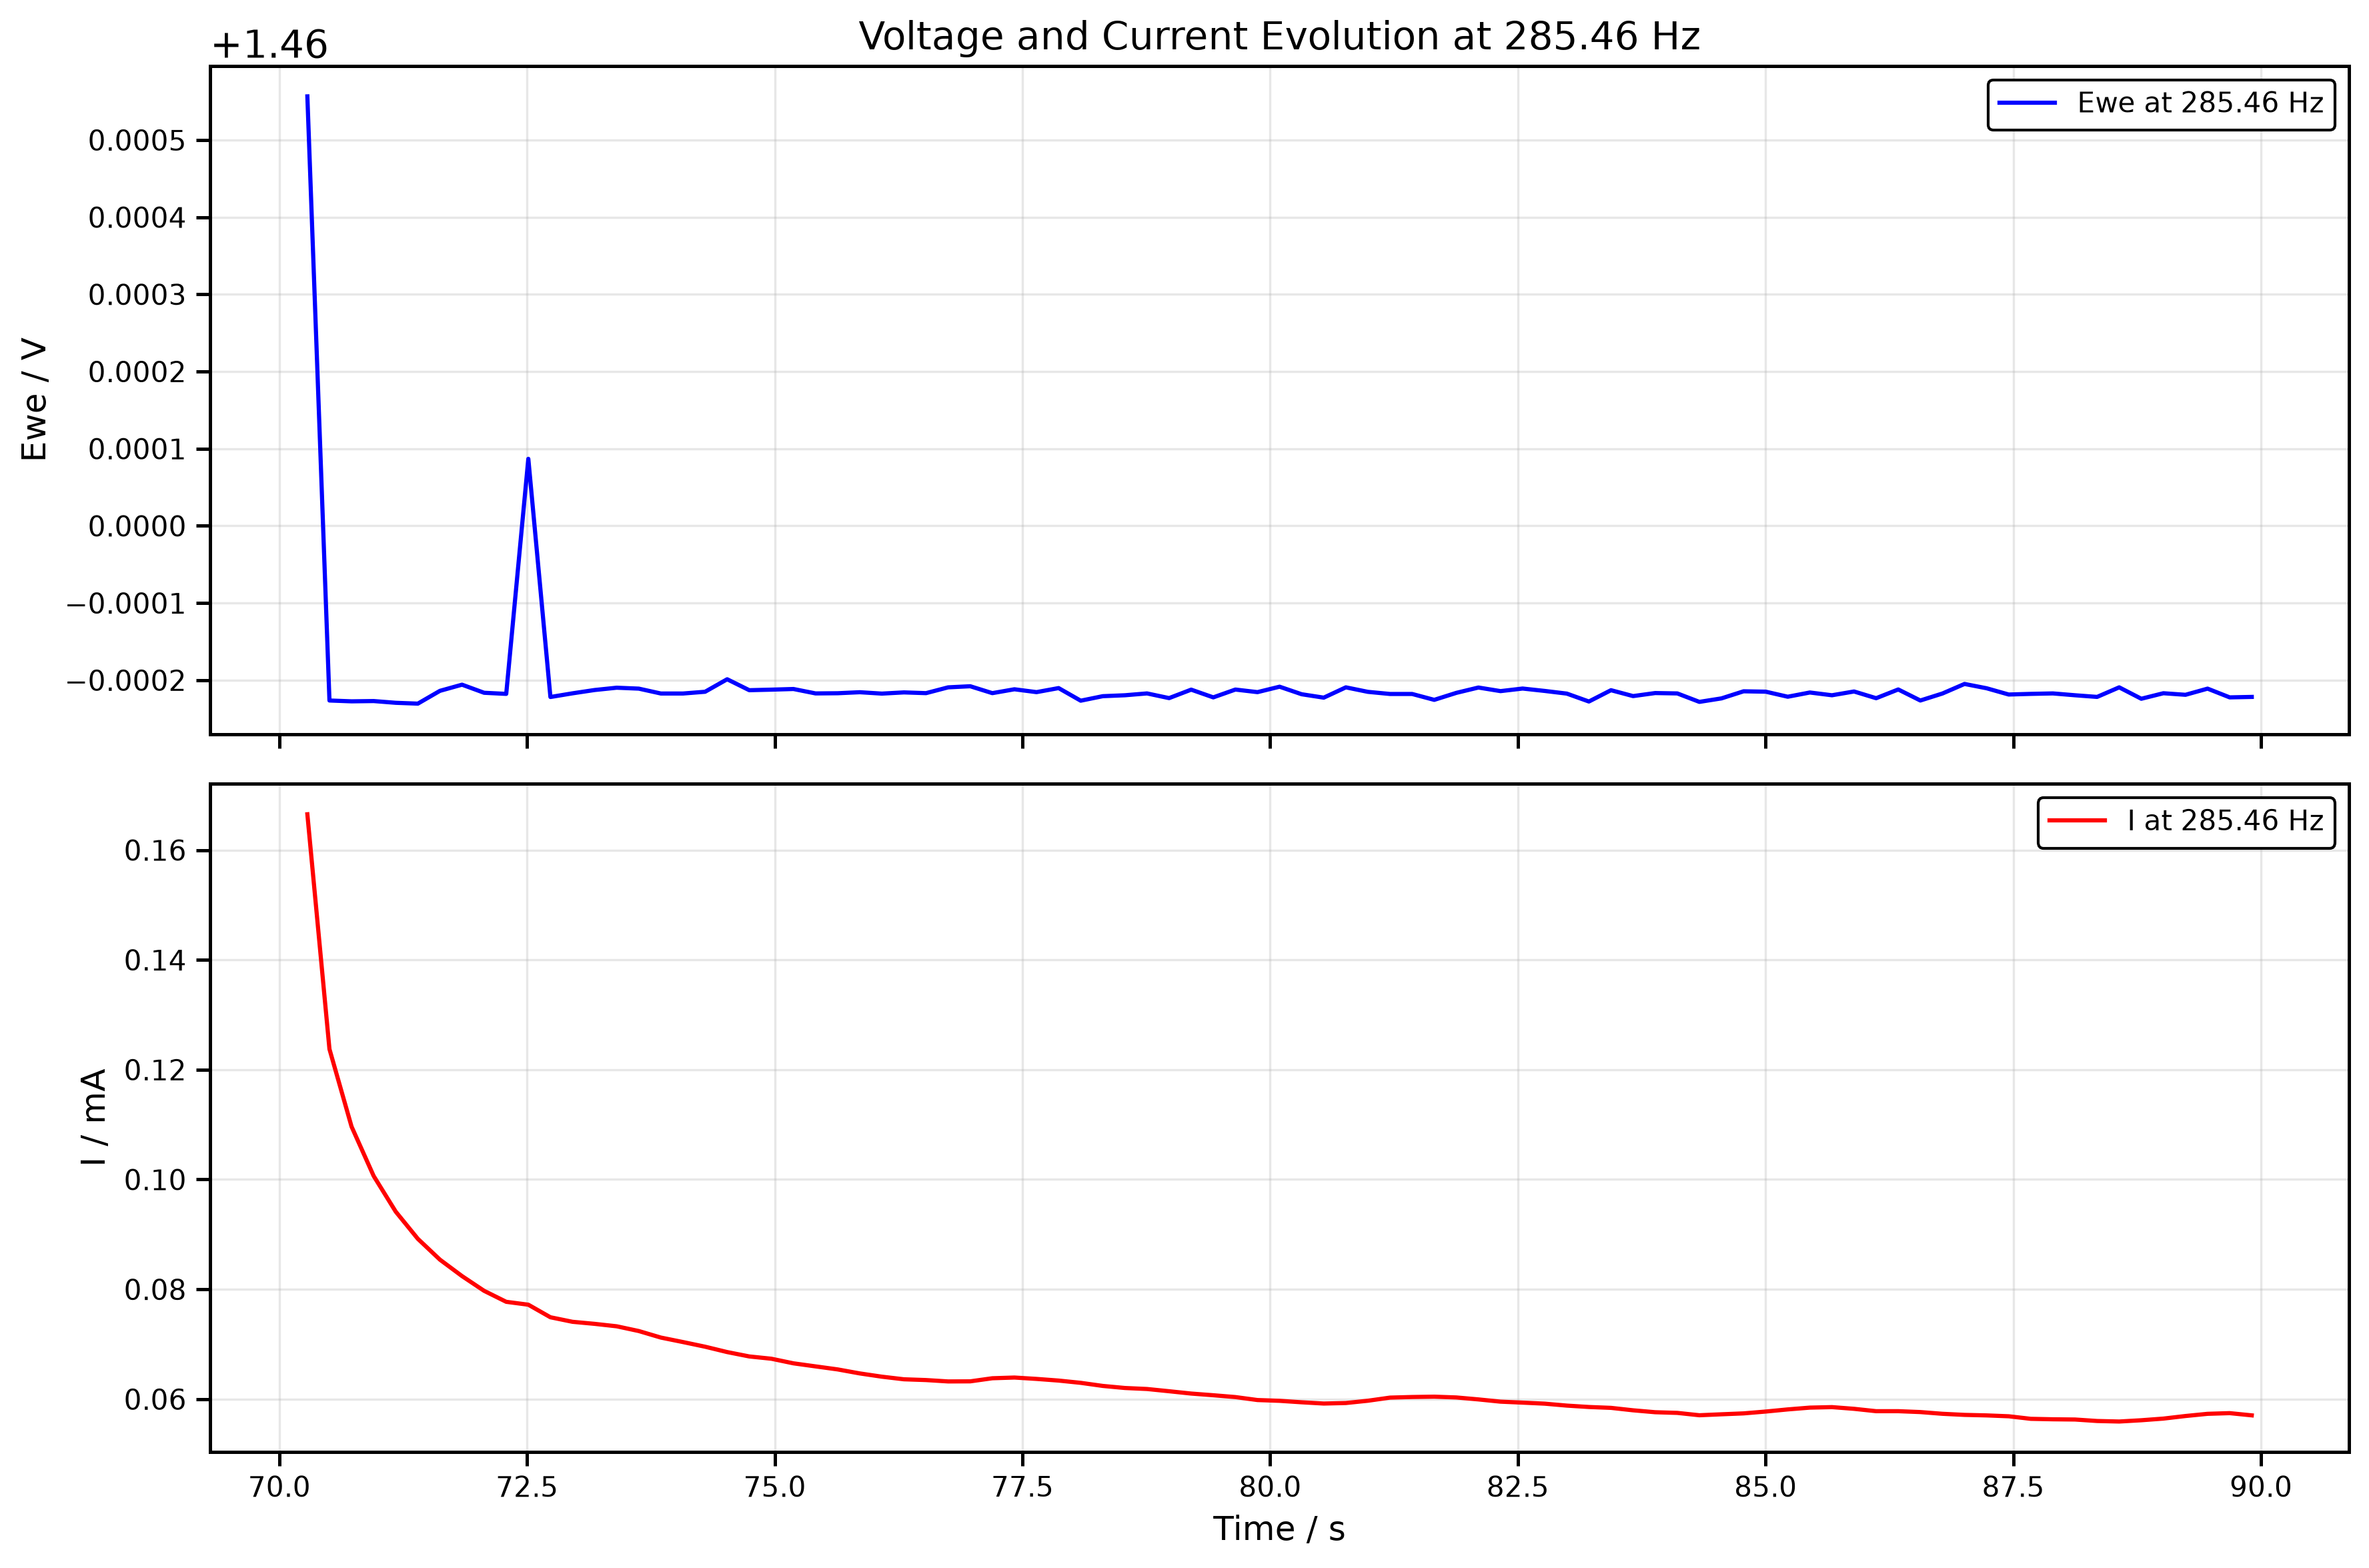 Voltage and Current Evolution at 285.46 Hz
+1.46
Ewe at 285.46 Hz
0.0005
0.0004
0.0003
0.0002
0.0001
0.0000
−0.0001
−0.0002
Ewe / V
I at 285.46 Hz
0.16
0.14
0.12
0.10
0.08
0.06
I / mA
70.0 72.5 75.0 77.5 80.0 82.5 85.0 87.5 90.0
Time / s